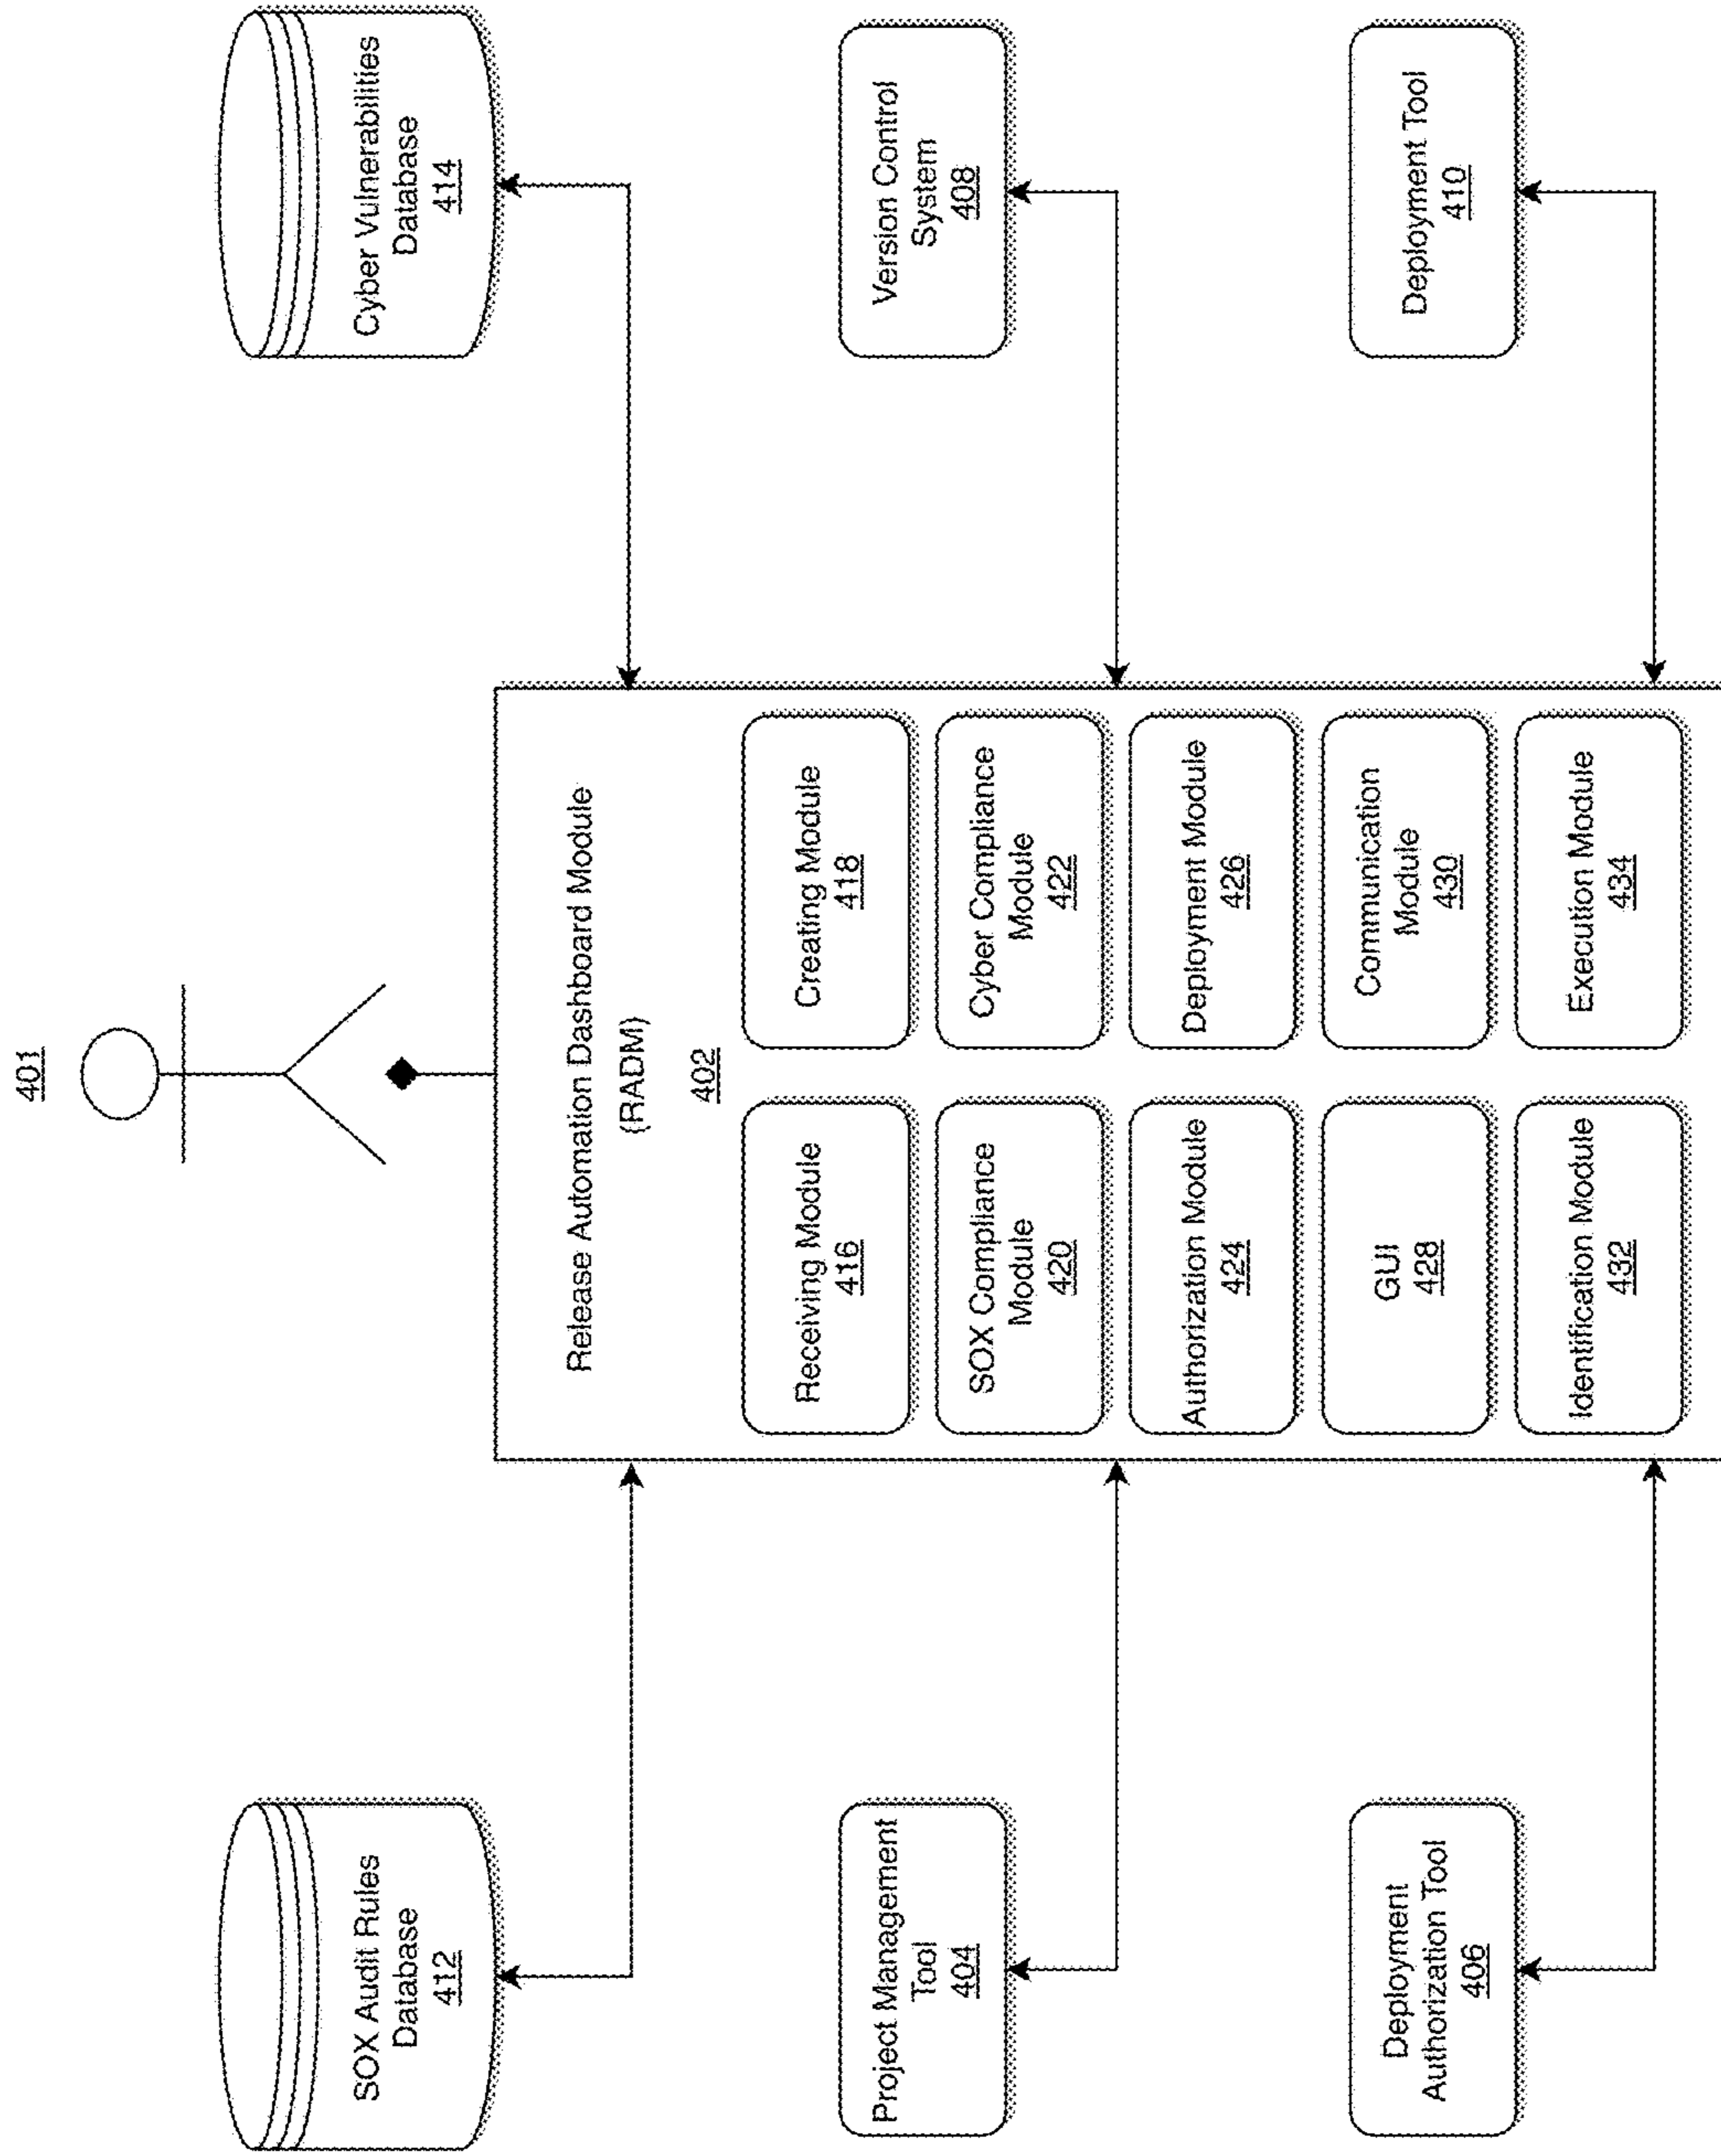 401
SOX Audit Rules
Database
412
Cyber Vulnerabilities
Database
414
Release Automation Dashboard Module
(RADM)
402
Project Management
Tool
404
Version Control
System
408
Deployment
Authorization Tool
406
Deployment Tool
410
Receiving Module
416
Creating Module
418
SOX Compliance
Module
420
Cyber Compliance
Module
422
Authorization Module
424
Deployment Module
426
GUI
428
Communication
Module
430
Identification Module
432
Execution Module
434